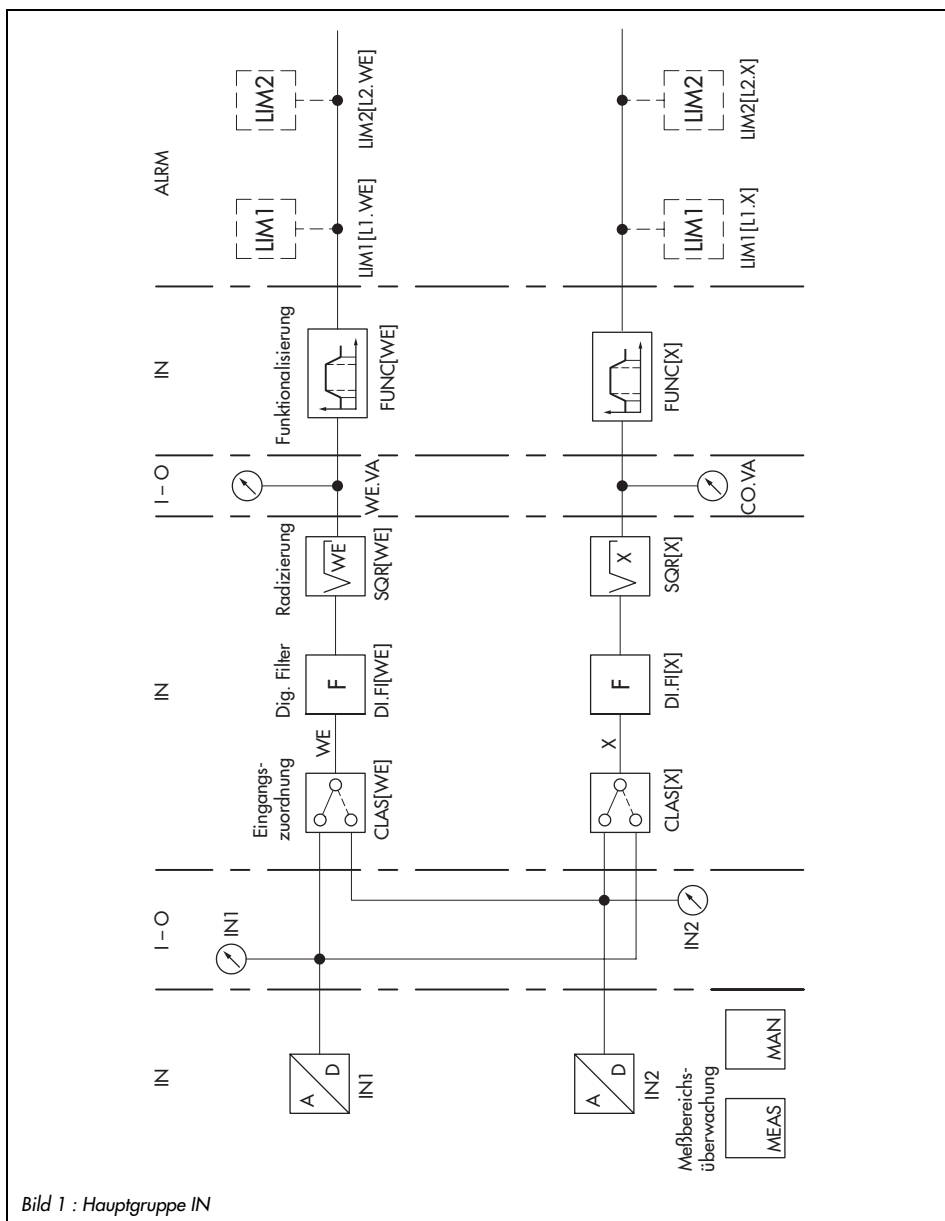 IN
I–O
IN
I–O
IN
ALRM
A
D
IN1
IN1
Eingangs-
zuordnung
CLAS[WE]
WE
Dig. Filter
F
DI.FI[WE]
Radizierung
WE
SQR[WE]
WE.VA
Funktionalisierung
FUNC[WE]
LIM1
LIM1[L1.WE]
LIM2
LIM2[L2.WE]
A
D
IN2
IN2
CLAS[X]
X
F
DI.FI[X]
X
SQR[X]
CO.VA
FUNC[X]
LIM1
LIM1[L1.X]
LIM2
LIM2[L2.X]
Meßbereichs-
überwachung
MEAS
MAN
Bild 1 : Hauptgruppe IN